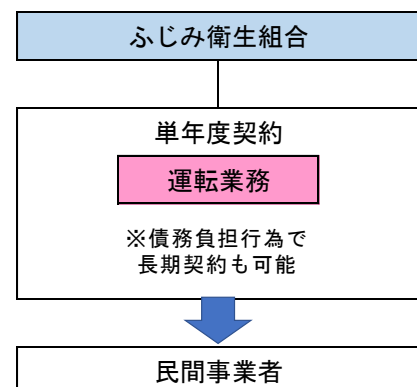 ふじみ衛生組合
単年度契約
運転業務
※債務負担行為で
長期契約も可能
民間事業者